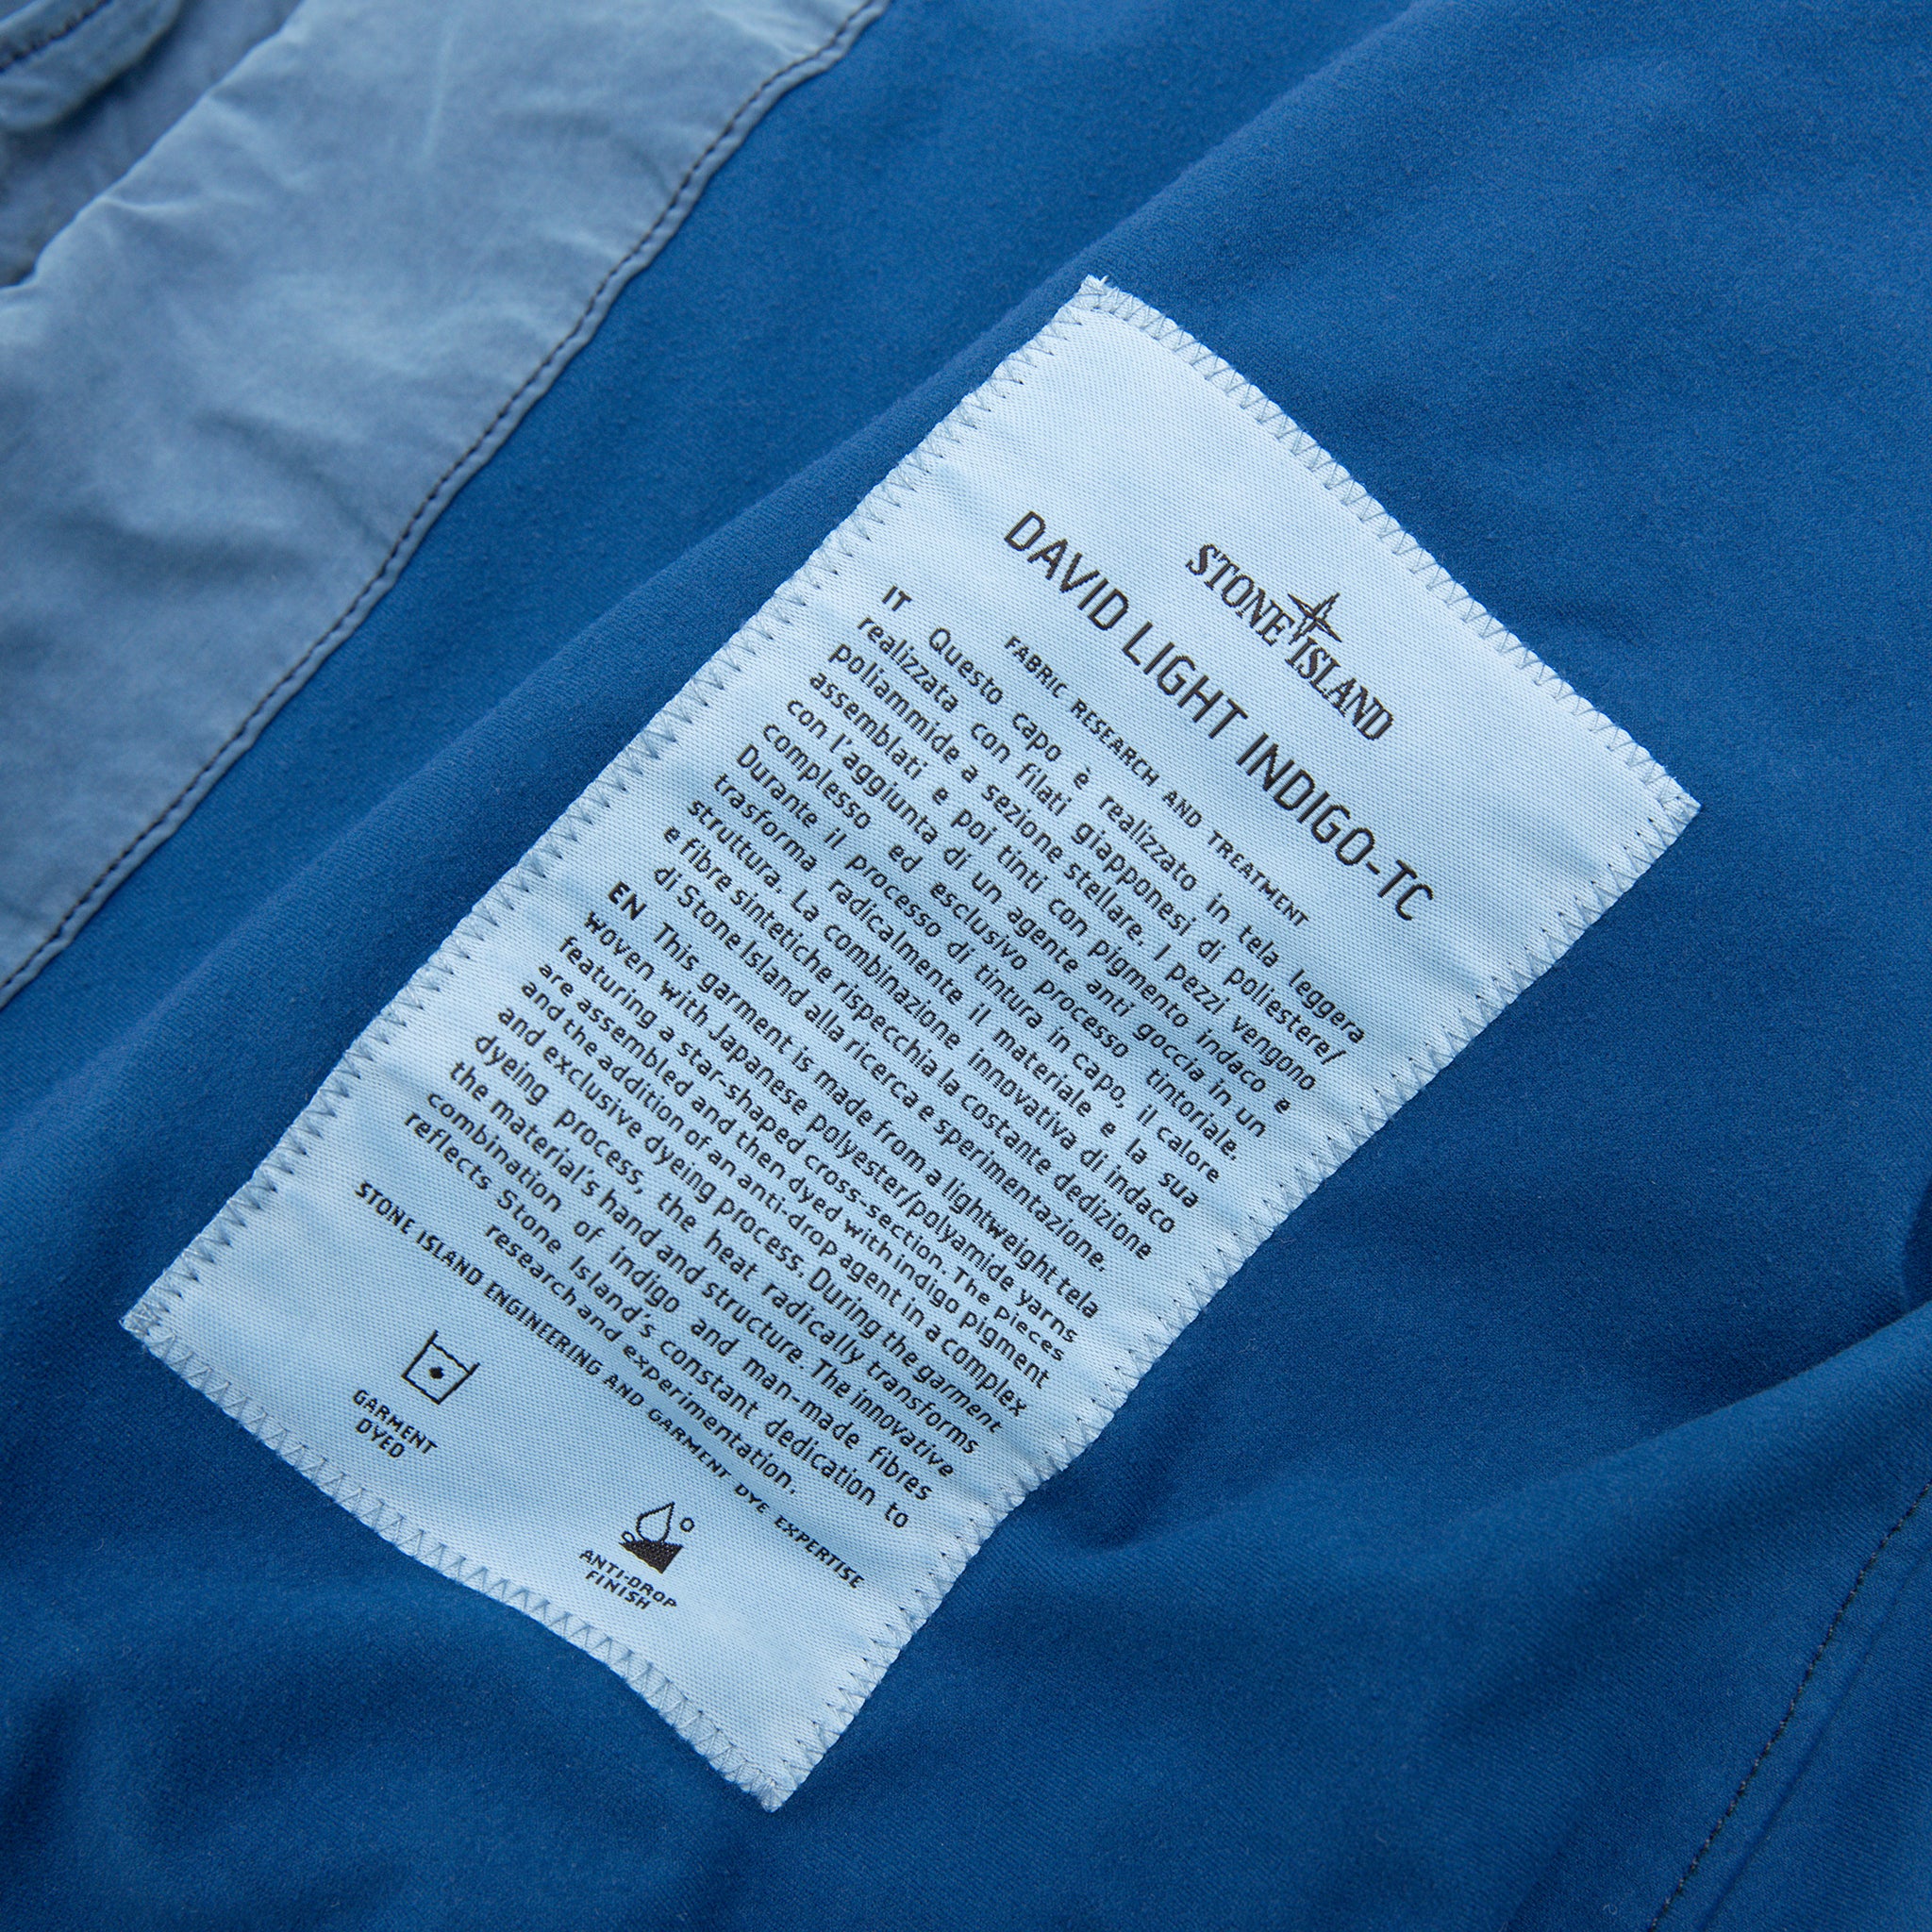 STONE ISLAND
DAVID LIGHT INDIGO-TC
FABRIC RESEARCH AND TREATMENT
IT Questo capo è realizzato in tela leggera
realizzata con filati giapponesi di poliestere/
poliammide a sezione stellare. I pezzi vengono
assemblati e poi tinti con pigmento indaco e
con l'aggiunta di un agente anti goccia in un
complesso ed esclusivo processo tintoriale.
Durante il processo di tintura in capo, il calore
trasforma radicalmente il materiale e la sua
struttura. La combinazione innovativa di indaco
e fibre sintetiche rispecchia la costante dedizione
di Stone Island alla ricerca e sperimentazione.
EN This garment is made from a lightweight tela
woven with Japanese polyester/polyamide yarns
featuring a star-shaped cross-section. The pieces
are assembled and then dyed with indigo pigment
and the addition of an anti-drop agent in a complex
and exclusive dyeing process. During the garment
dyeing process, the heat radically transforms
the material's hand and structure. The innovative
combination of indigo and man-made fibres
reflects Stone Island's constant dedication to
research and experimentation.
STONE ISLAND ENGINEERING AND GARMENT DYE EXPERTISE
GARMENT
DYED
ANTI-DROP
FINISH